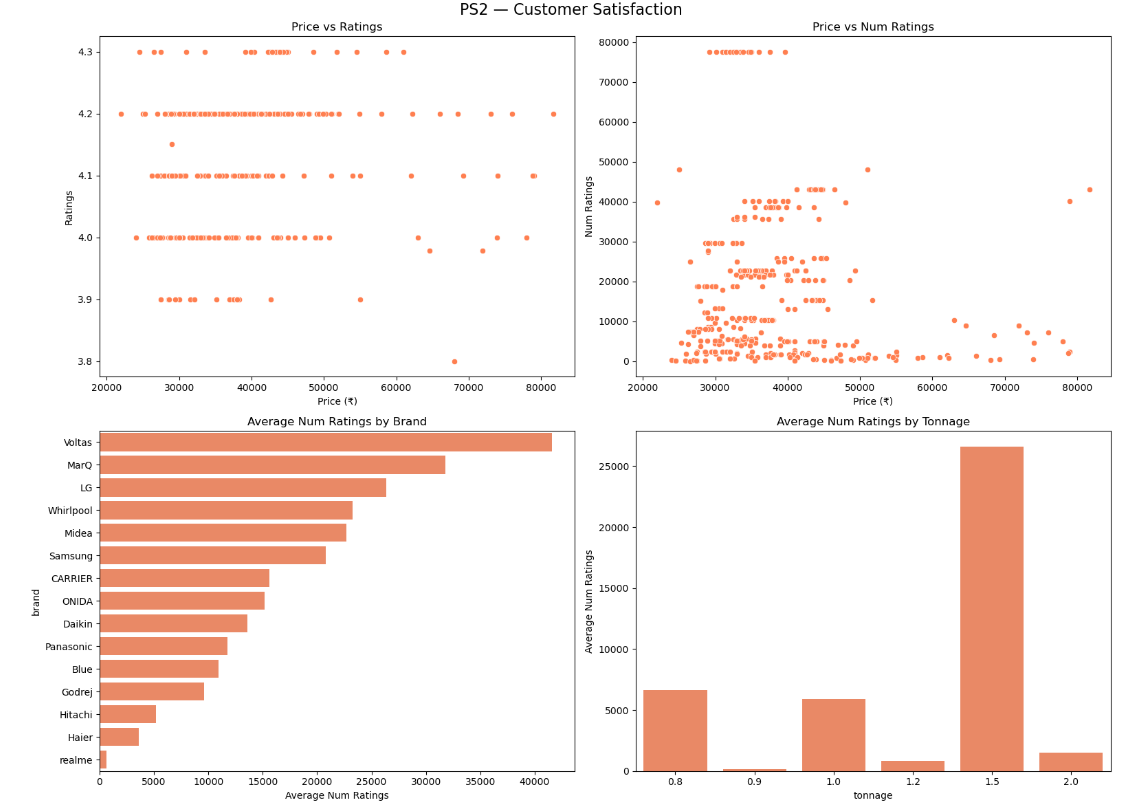 PS2 — Customer Satisfaction
Price vs Ratings
4.3
4.2
4.1
4.0
3.9
3.8
Ratings
20000 30000 40000 50000 60000 70000 80000
Price (₹)
Price vs Num Ratings
80000
70000
60000
50000
40000
30000
20000
10000
0
Num Ratings
20000 30000 40000 50000 60000 70000 80000
Price (₹)
Average Num Ratings by Brand
Voltas
MarQ
LG
Whirlpool
Midea
Samsung
CARRIER
ONIDA
Daikin
Panasonic
Blue
Godrej
Hitachi
Haier
realme
brand
0 5000 10000 15000 20000 25000 30000 35000 40000
Average Num Ratings
Average Num Ratings by Tonnage
25000
20000
15000
10000
5000
0
Average Num Ratings
0.8 0.9 1.0 1.2 1.5 2.0
tonnage